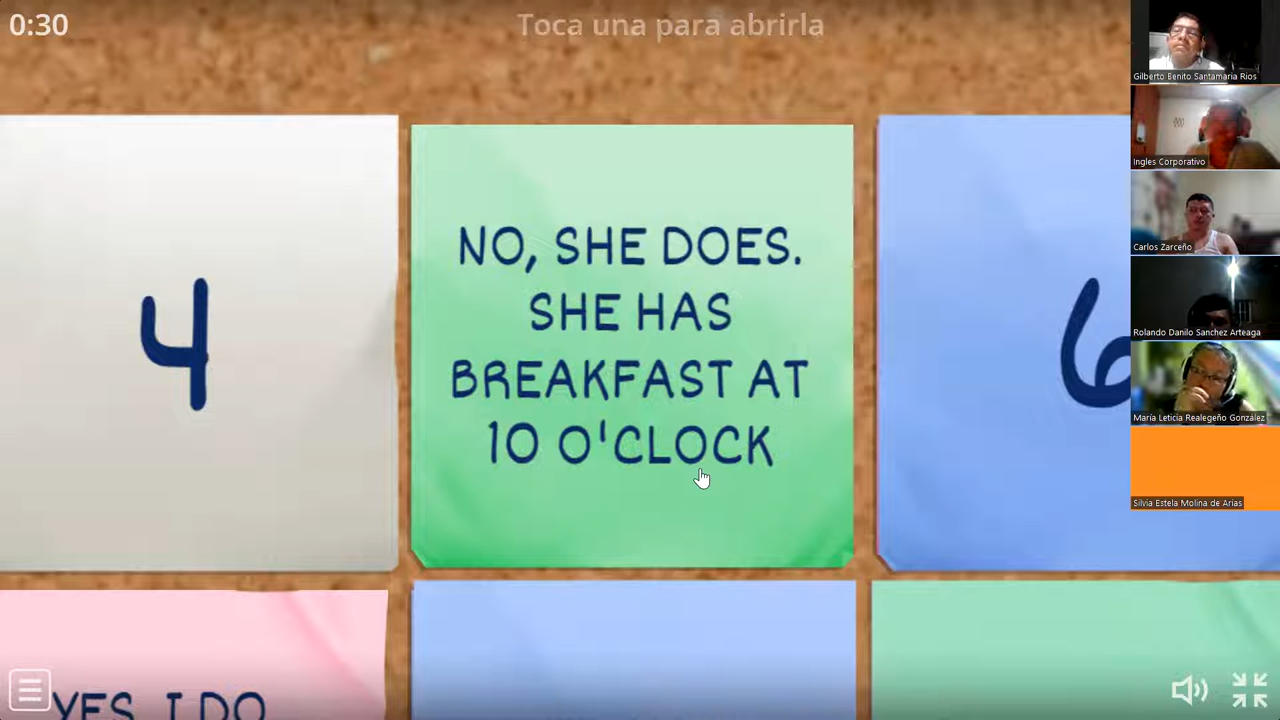 0:30
Toca una para abrirla
Gilberto Benito Santamaria Rios
Ingles Corporativo
Carlos Zarceño
Rolando Danilo Sanchez Arteaga
María Leticia Realegeño González
Silvia Estela Molina de Arias
4
NO, SHE DOES.
SHE HAS
BREAKFAST AT
10 O'CLOCK
6
YES, I DO